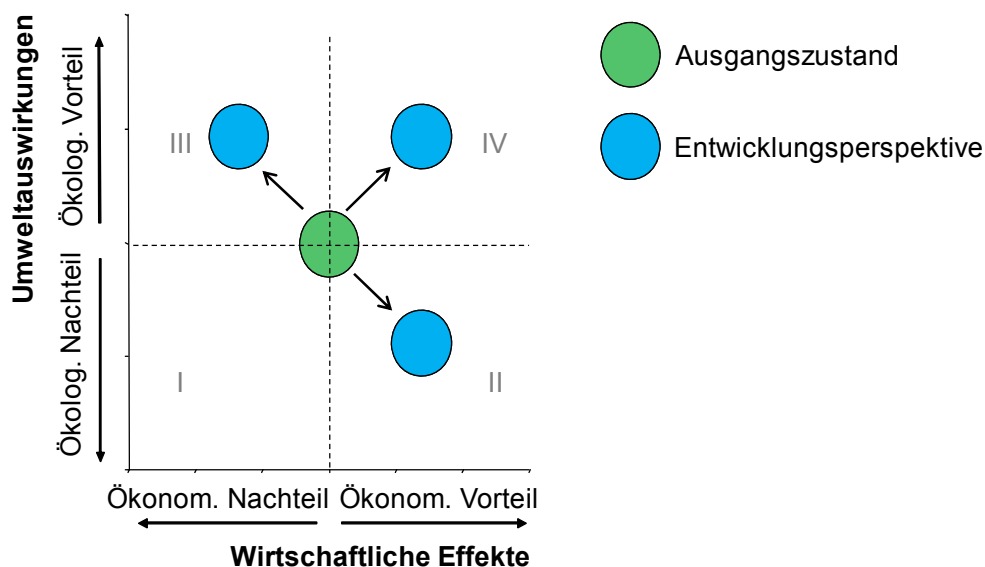 Umweltauswirkungen
Ökolog. Vorteil
Ökolog. Nachteil
III
IV
I
II
Ökonom. Nachteil
Ökonom. Vorteil
Wirtschaftliche Effekte
Ausgangszustand
Entwicklungsperspektive